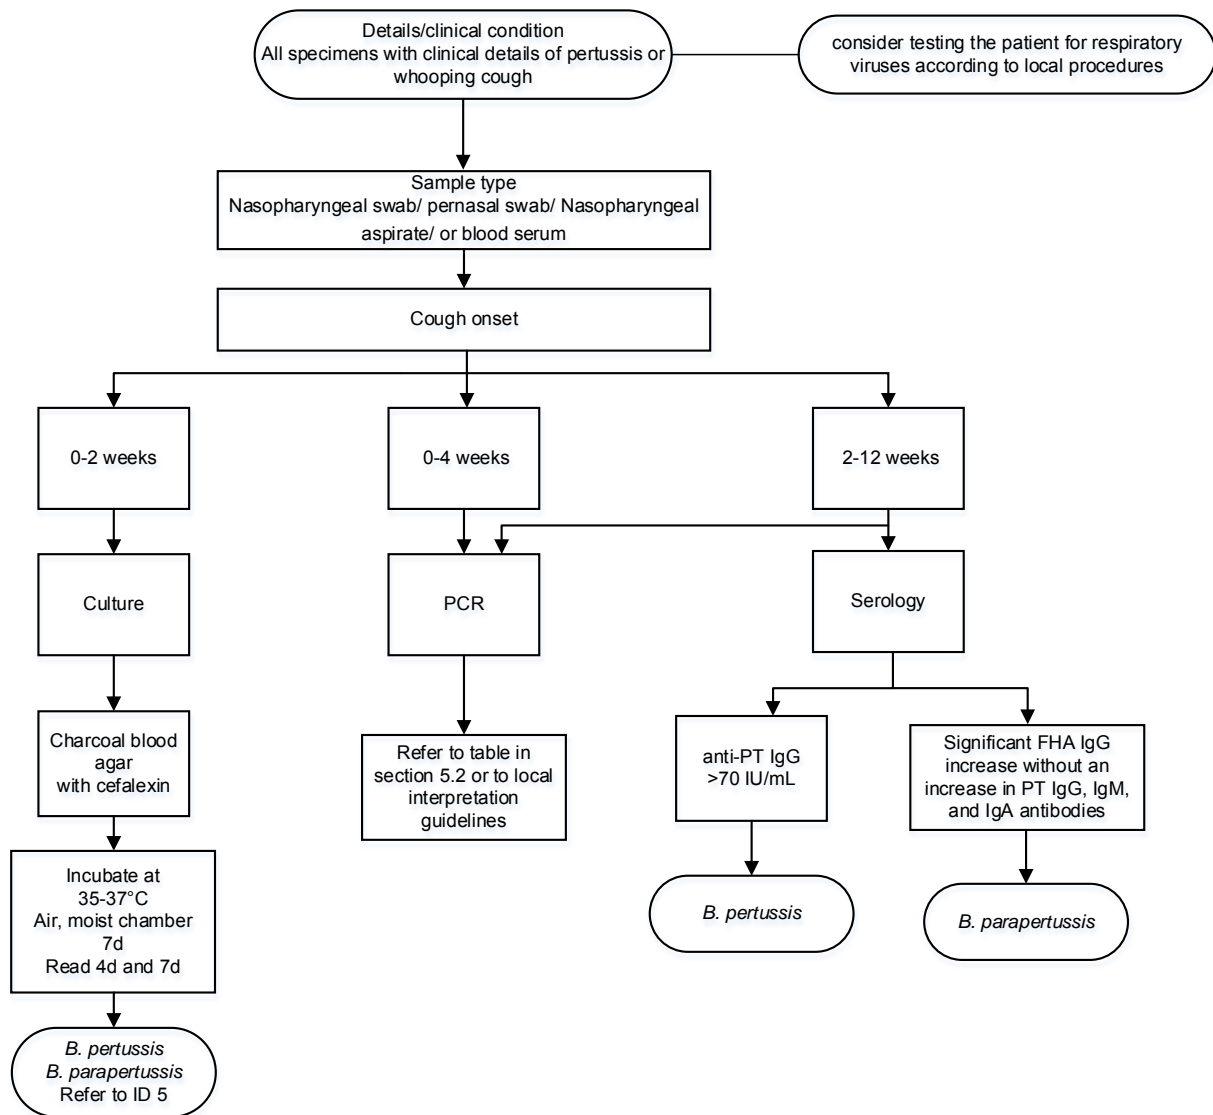 Details/clinical condition
All specimens with clinical details of pertussis or
whooping cough
consider testing the patient for respiratory
viruses according to local procedures
Sample type
Nasopharyngeal swab/ pernasal swab/ Nasopharyngeal
aspirate/ or blood serum
Cough onset
0-2 weeks
0-4 weeks
2-12 weeks
Culture
PCR
Serology
Charcoal blood
agar
with cefalexin
Refer to table in
section 5.2 or to local
interpretation
guidelines
anti-PT IgG
>70 IU/mL
Significant FHA IgG
increase without an
increase in PT IgG, IgM,
and IgA antibodies
Incubate at
35-37°C
Air, moist chamber
7d
Read 4d and 7d
B. pertussis
B. parapertussis
B. pertussis
B. parapertussis
Refer to ID 5